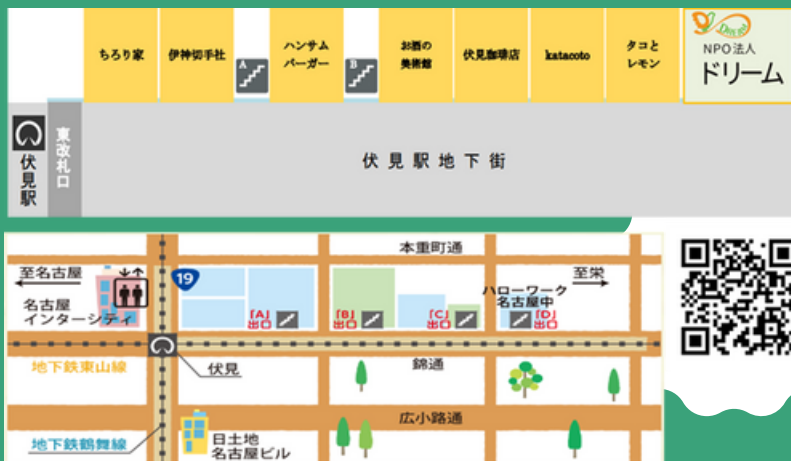 ちろり家
伊神切手社
A
ハンサム
バーガー
B
お酒の
美術館
伏見珈琲店
katacoto
タコと
レモン
NPO法人
ドリーム
伏見駅
東改札口
伏見駅地下街
本重町通
至名古屋
19
至栄
名古屋
インターシティ
ハローワーク
名古屋中
「A」
出口
「B」
出口
「C」
出口
「D」
出口
地下鉄東山線
伏見
錦通
広小路通
地下鉄鶴舞線
日土地
名古屋ビル